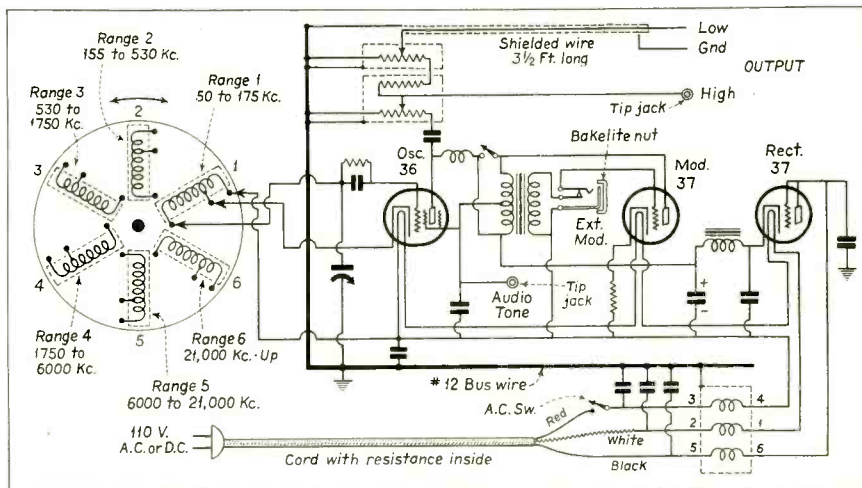 Range 2
155 to 530 Kc.
Range 3
530 to
1750 Kc.
Range 1
50 to 175 Kc.
2
3
1
4
6
5
Range 4
1750 to
6000 Kc.
Range 6
21,000 Kc.-Up
Range 5
6000 to 21,000 Kc.
Shielded wire
3½ Ft. long
Low
Gnd
OUTPUT
High
Tip jack
Bakelite nut
Osc.
36
Mod.
37
Rect.
37
Ext.
Mod.
Tip
jack
Audio
Tone
+
-
#12 Bus wire
A.C. Sw.
Red
White
Black
3
4
2
1
5
6
110 V.
A.C. or D.C.
Cord with resistance inside